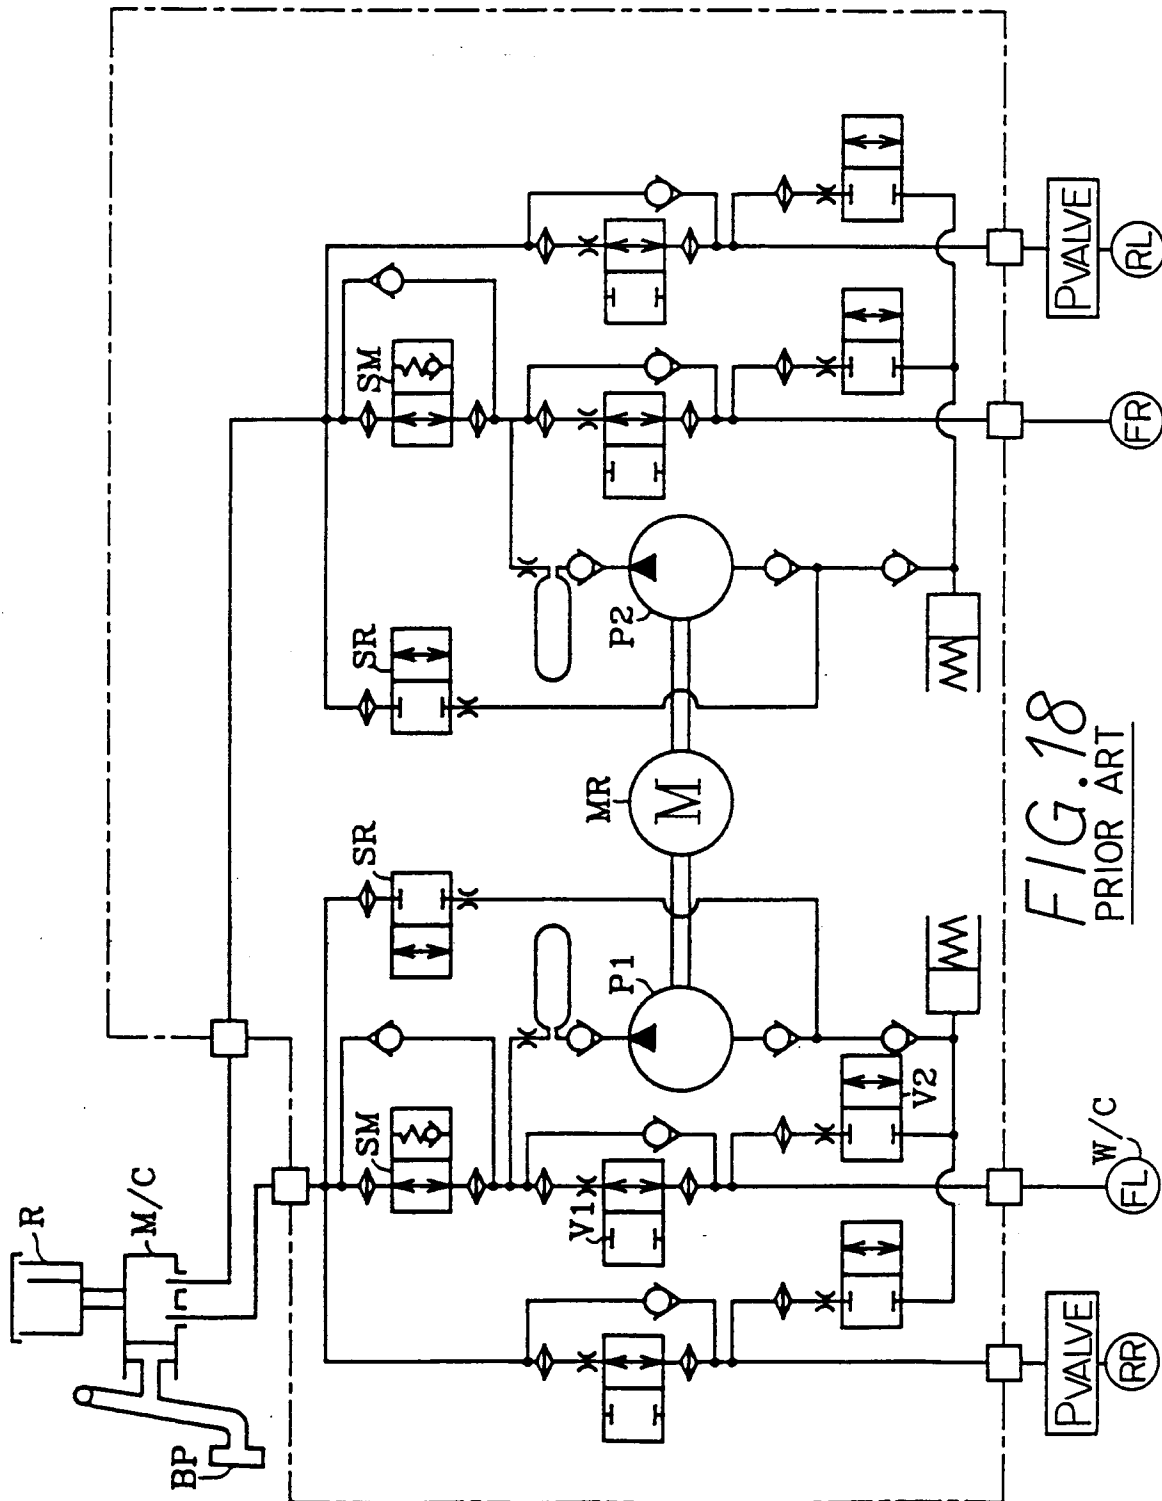 R
M/C
BP
SM
SR
SR
SM
V1
P1
MR
M
P2
V2
W/C
PVALVE
RR
FL
FR
PVALVE
RL
FIG. 18
PRIOR ART